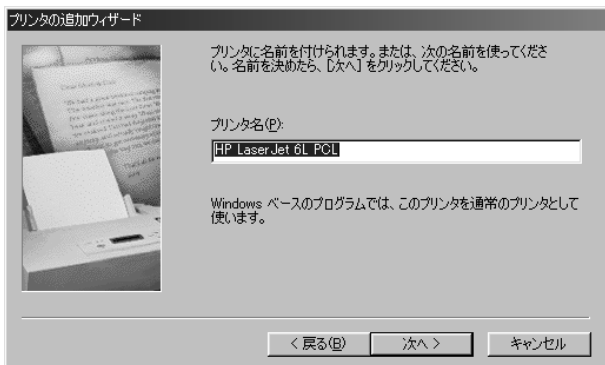 プリンタの追加ウィザード
プリンタに名前を付けられます。または、次の名前を使ってくださ
い。名前を決めたら、[次へ] をクリックしてください。
プリンタ名(P):
HP LaserJet 6L PCL
Windows ベースのプログラムでは、このプリンタを通常のプリンタとして
使います。
< 戻る(B)
次へ >
キャンセル